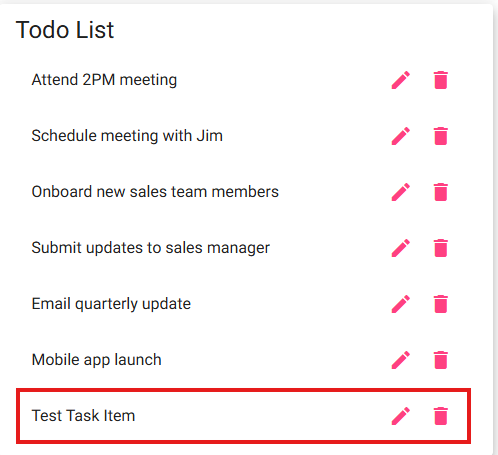 Todo List
Attend 2PM meeting
Schedule meeting with Jim
Onboard new sales team members
Submit updates to sales manager
Email quarterly update
Mobile app launch
Test Task Item